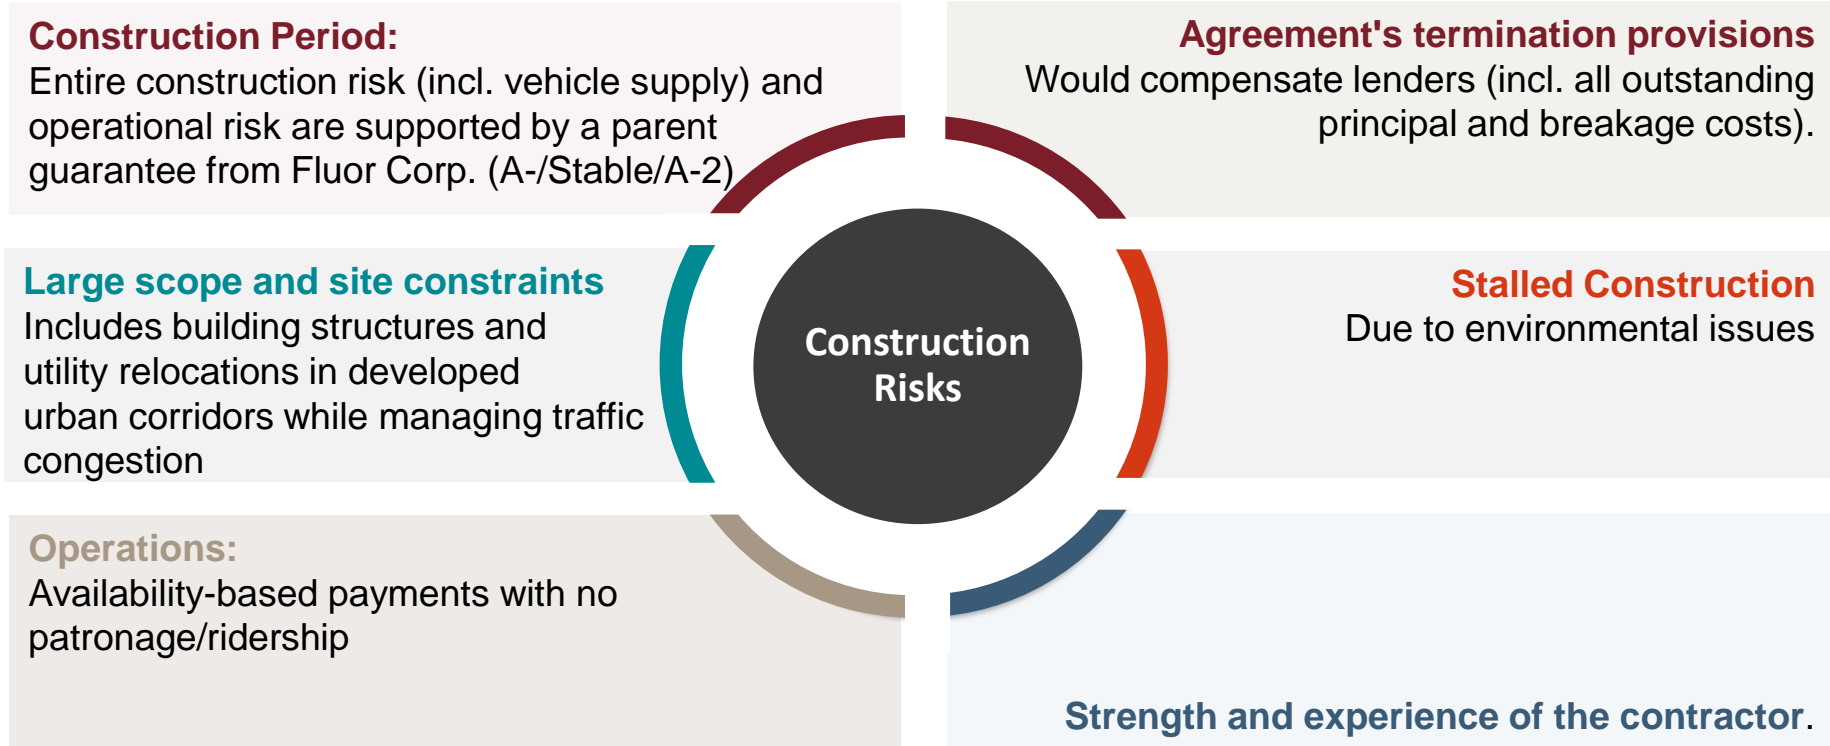 Construction Period:
Entire construction risk (incl. vehicle supply) and
operational risk are supported by a parent
guarantee from Fluor Corp. (A-/Stable/A-2)
Agreement's termination provisions
Would compensate lenders (incl. all outstanding
principal and breakage costs).
Large scope and site constraints
Includes building structures and
utility relocations in developed
urban corridors while managing traffic
congestion
Construction
Risks
Stalled Construction
Due to environmental issues
Operations:
Availability-based payments with no
patronage/ridership
Strength and experience of the contractor.